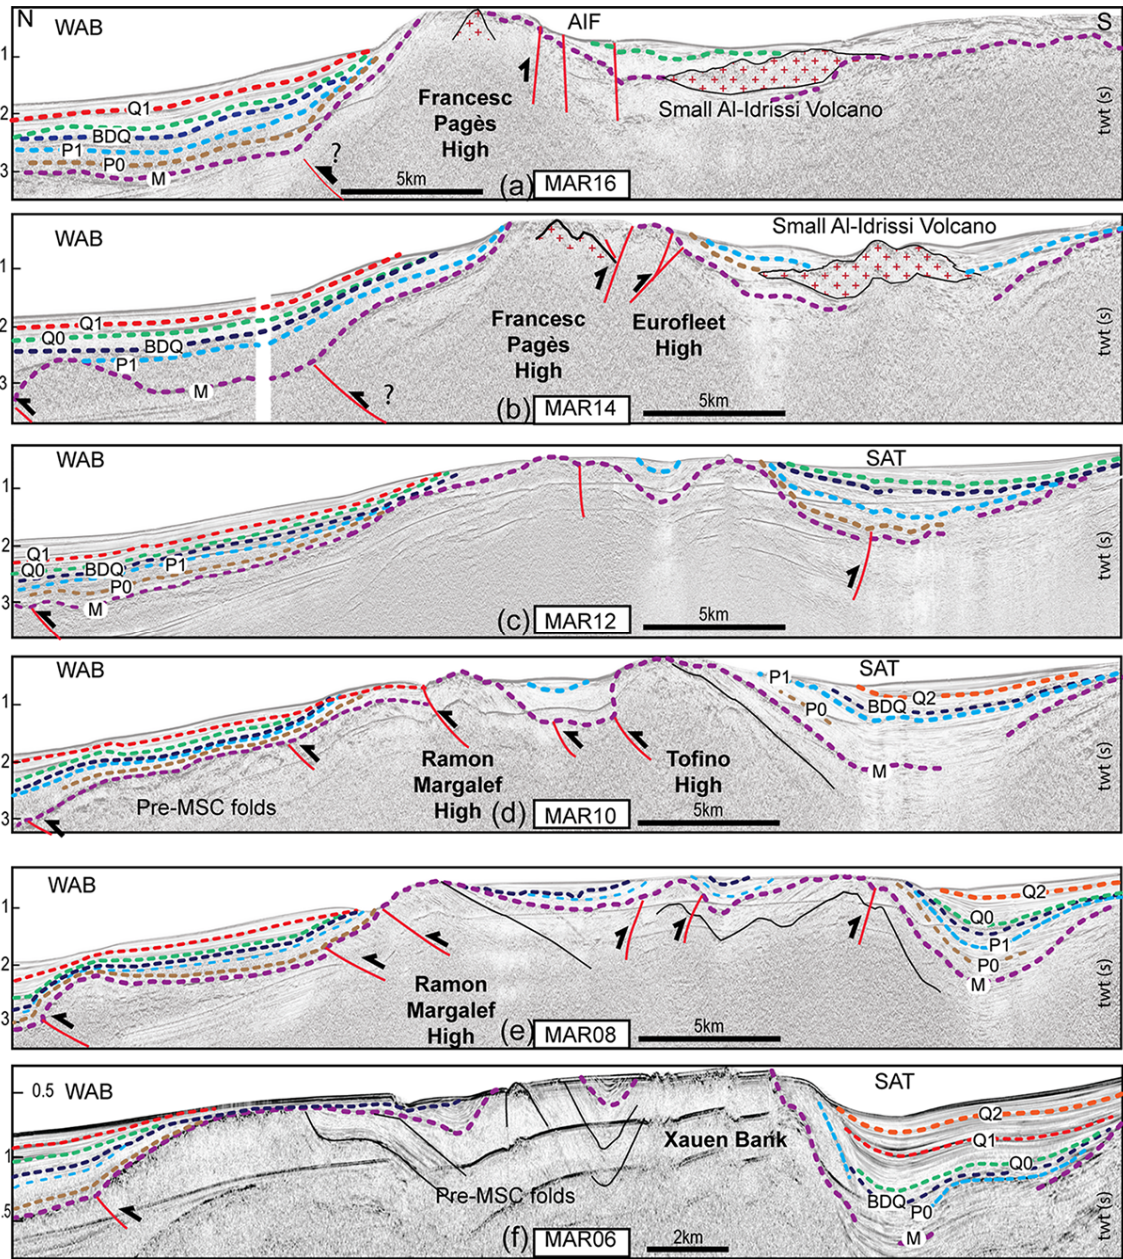 N
WAB
AIF
S
1
2
3
Q1
BDQ
P1
P0
M
Francesc
Pagès
High
Small Al-Idrissi Volcano
twt (s)
?
5km
(a)
MAR16
WAB
Small Al-Idrissi Volcano
1
2
3
Q1
Q0
BDQ
P1
M
Francesc
Pagès
High
Eurofleet
High
twt (s)
?
5km
(b)
MAR14
WAB
SAT
1
2
3
Q1
Q0
BDQ
P1
P0
M
twt (s)
5km
(c)
MAR12
WAB
SAT
1
2
3
P1
P0
BDQ
Q2
M
Ramon
Margalef
High
Tofino
High
Pre-MSC folds
twt (s)
5km
(d)
MAR10
WAB
1
2
3
Q2
Q0
P1
P0
M
Ramon
Margalef
High
twt (s)
5km
(e)
MAR08
0.5
WAB
SAT
1
.5
Q2
Q1
Q0
BDQ
P0
M
Xauen Bank
Pre-MSC folds
twt (s)
2km
(f)
MAR06